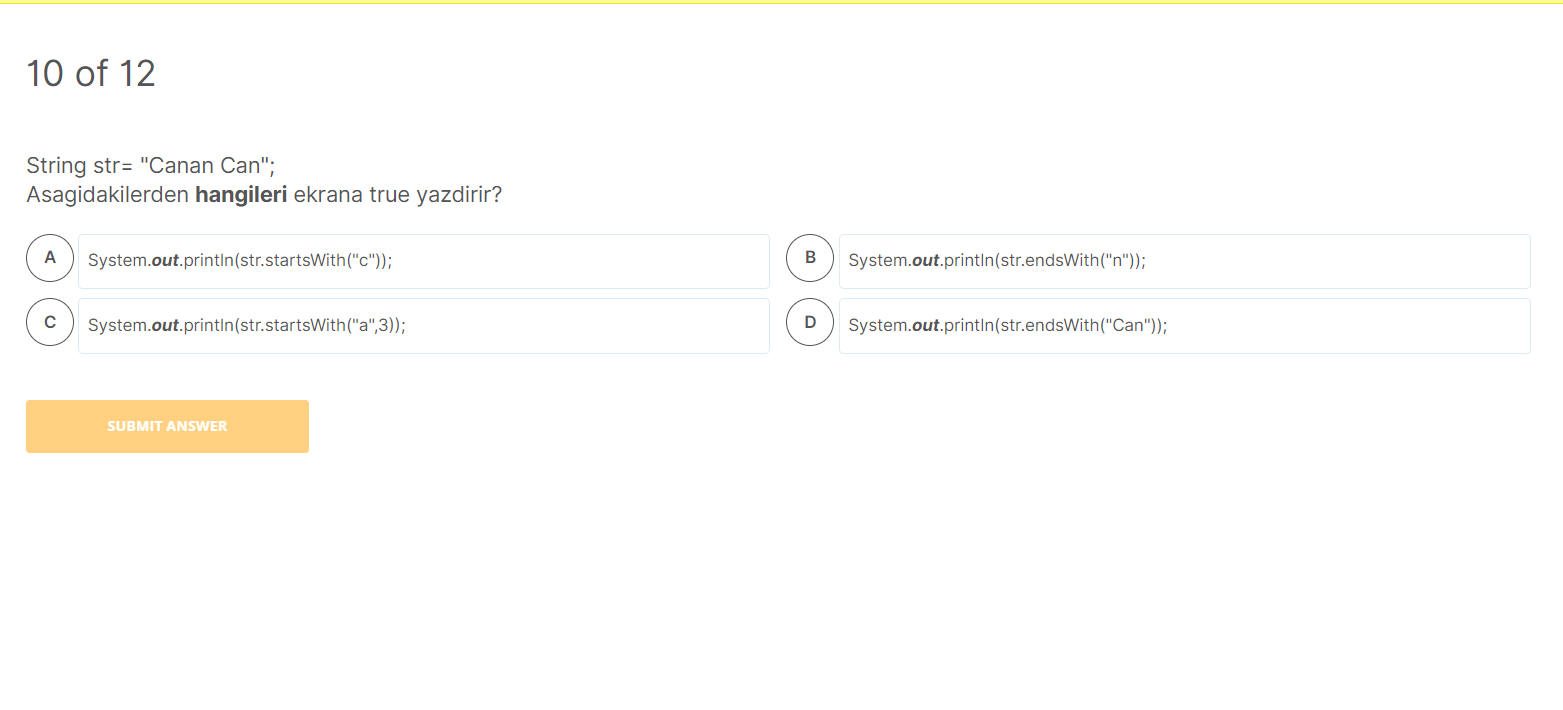 10 of 12
String str= "Canan Can";
Asagidakilerden hangileri ekrana true yazdirir?
A System.out.println(str.startsWith("c"));
B System.out.println(str.endsWith("n"));
C System.out.println(str.startsWith("a",3));
D System.out.println(str.endsWith("Can"));
SUBMIT ANSWER